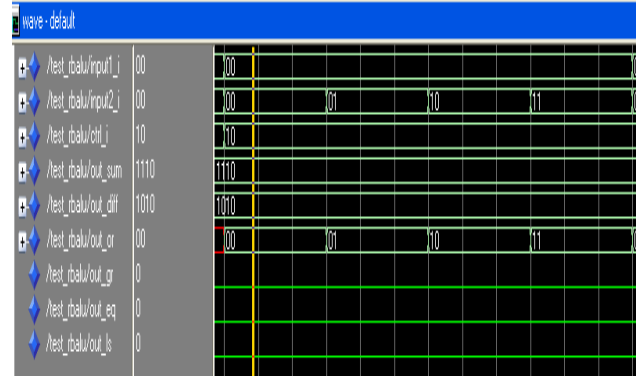 wave - default
/test_rbalu/input1_i 00 00
/test_rbalu/input2_i 00 00 01 10 11
/test_rbalu/ctrl_i 10 10
/test_rbalu/out_sum 1110 1110
/test_rbalu/out_diff 1010 1010
/test_rbalu/out_or 00 00 01 10 11
/test_rbalu/out_gr 0
/test_rbalu/out_eq 0
/test_rbalu/out_ls 0